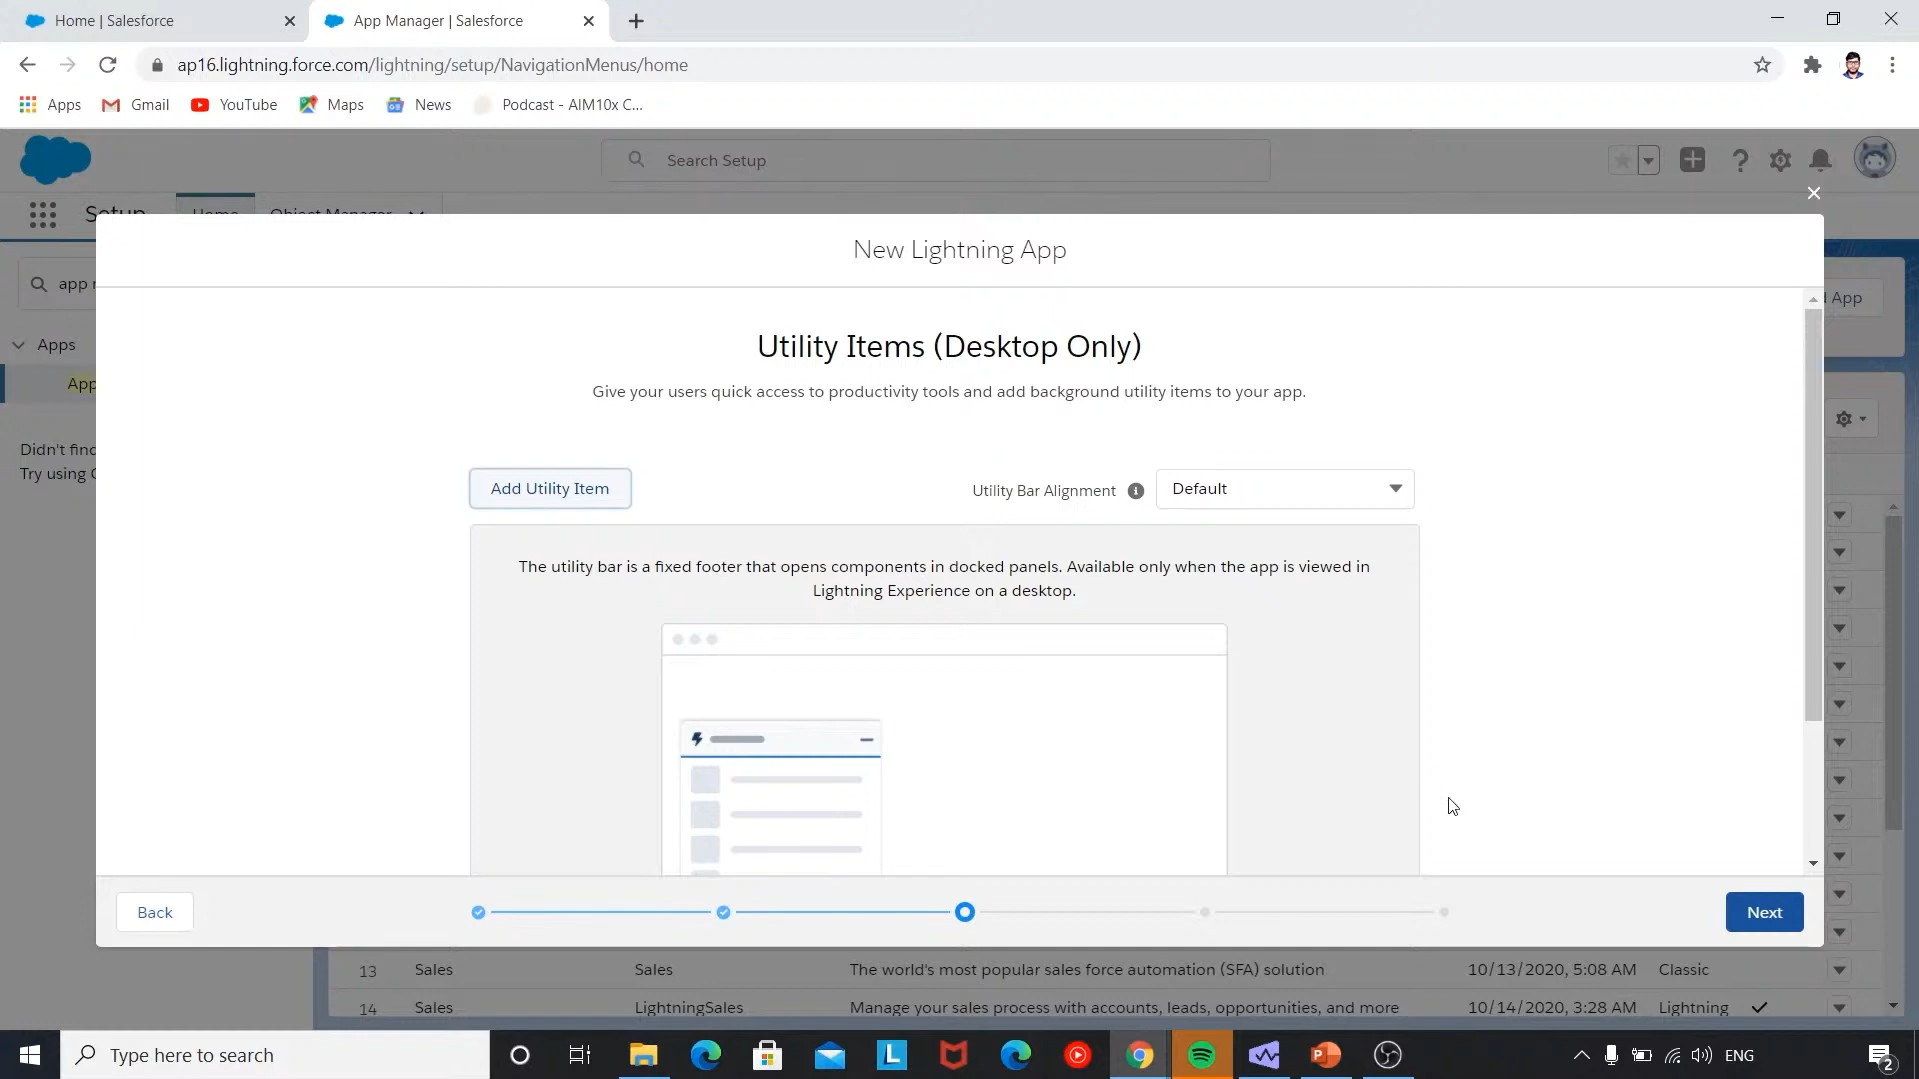 Home | Salesforce
App Manager | Salesforce
ap16.lightning.force.com/lightning/setup/NavigationMenus/home
Apps
Gmail
YouTube
Maps
News
Podcast - AIM10x C...
Search Setup
Setup
Home
Object Manager
New Lightning App
app
App
Apps
App
Utility Items (Desktop Only)
Give your users quick access to productivity tools and add background utility items to your app.
Didn't find
Try using
Add Utility Item
Utility Bar Alignment
Default
The utility bar is a fixed footer that opens components in docked panels. Available only when the app is viewed in
Lightning Experience on a desktop.
Back
Next
13 Sales Sales The world's most popular sales force automation (SFA) solution 10/13/2020, 5:08 AM Classic
14 Sales LightningSales Manage your sales process with accounts, leads, opportunities, and more 10/14/2020, 3:28 AM Lightning
Type here to search
ENG
2